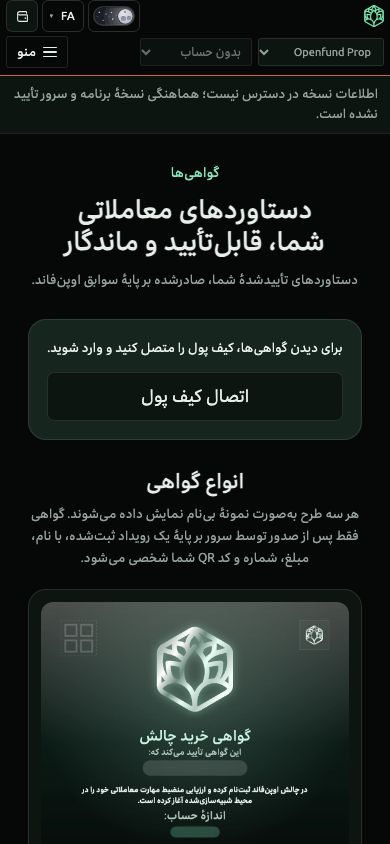 FA
منو
بدون حساب
Openfund Prop
اطلاعات نسخه در دسترس نیست؛ هماهنگی نسخهٔ برنامه و سرور تأیید
نشده است.
گواهی‌ها
دستاوردهای معاملاتی
شما، قابل‌تأیید و ماندگار
دستاوردهای تأییدشدهٔ شما، صادرشده بر پایهٔ سوابق اوپن‌فاند.
برای دیدن گواهی‌ها، کیف پول را متصل کنید و وارد شوید.
اتصال کیف پول
انواع گواهی
هر سه طرح به‌صورت نمونهٔ بی‌نام نمایش داده می‌شوند. گواهی
فقط پس از صدور توسط سرور بر پایهٔ یک رویداد ثبت‌شده، با نام،
مبلغ، شماره و کد QR شما شخصی می‌شود.
گواهی خرید چالش
این گواهی تأیید می‌کند که:
در چالش اوپن‌فاند ثبت‌نام کرده و ارزیابی منضبط مهارت معاملاتی خود را در
محیط شبیه‌سازی‌شده آغاز کرده است.
اندازهٔ حساب: